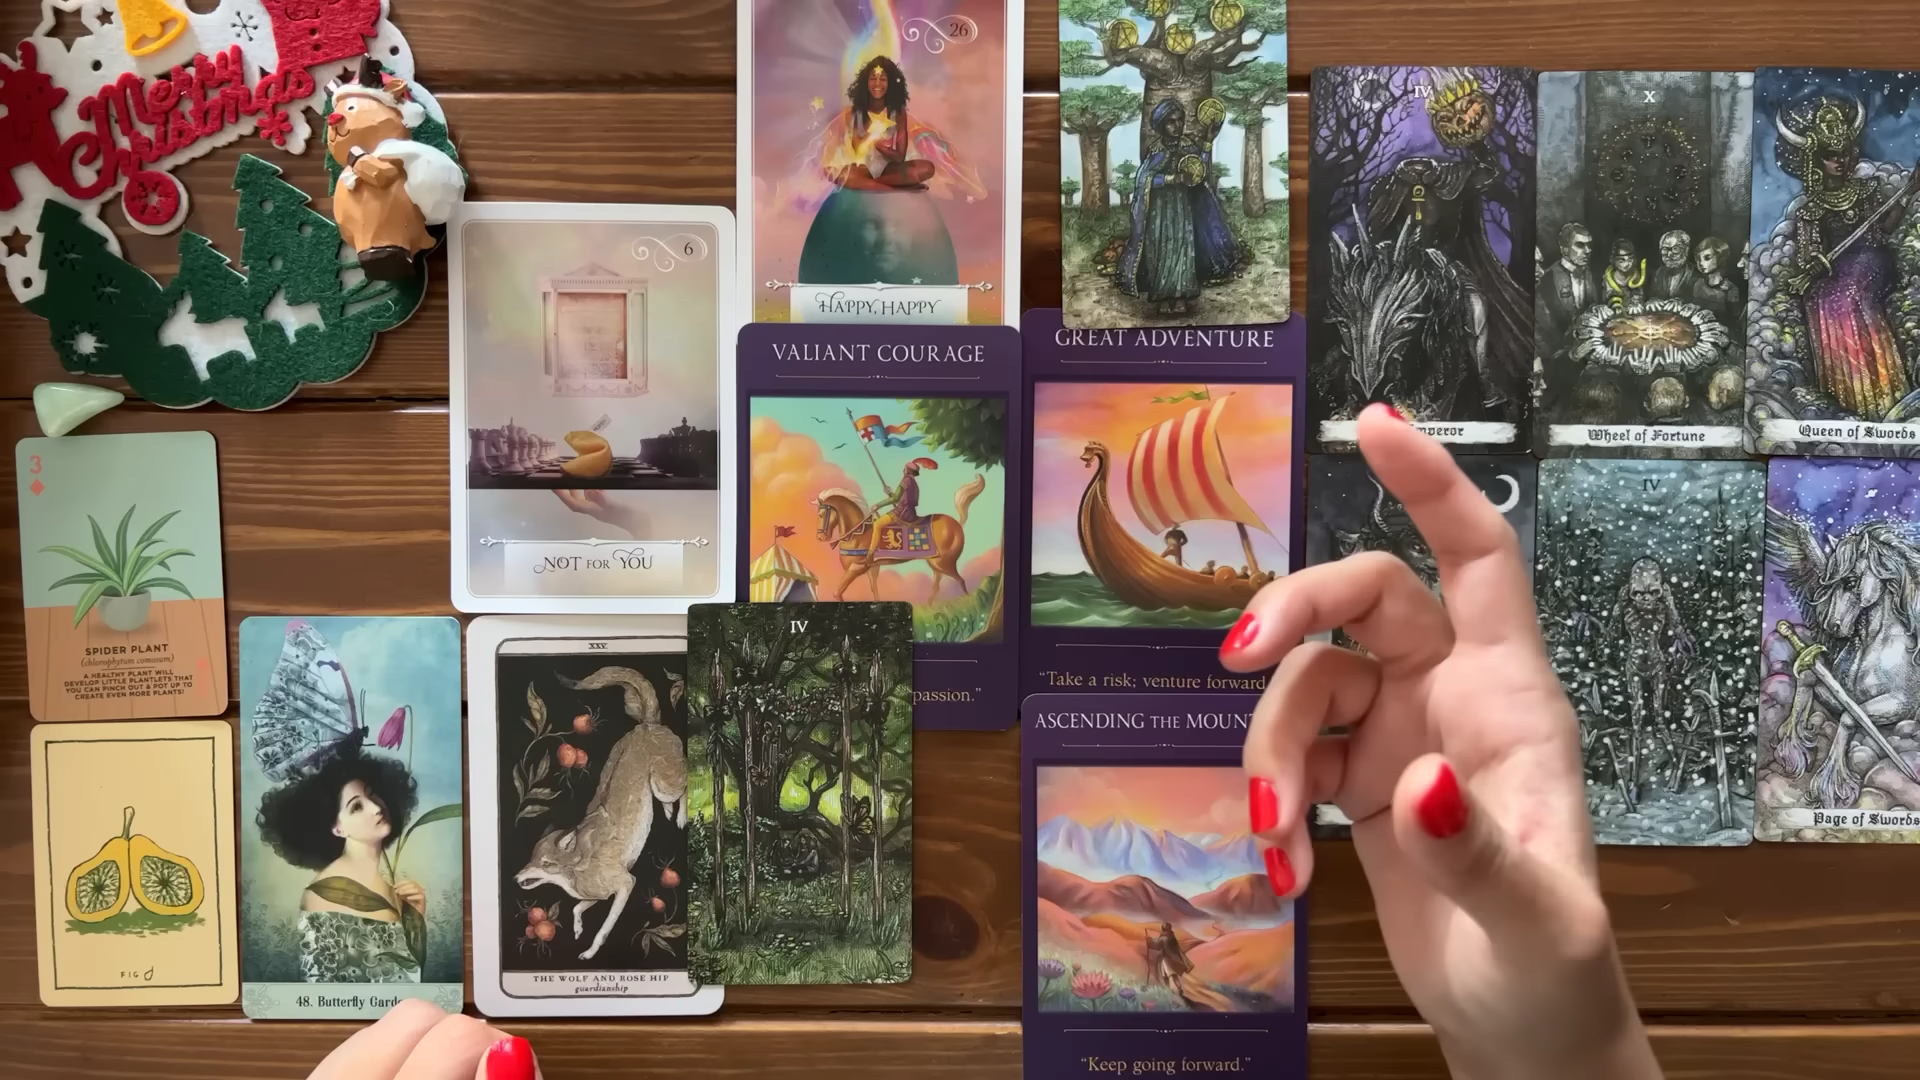 Merry
Christmas
26
HAPPY, HAPPY
6
NOT FOR YOU
VALIANT COURAGE
passion."
GREAT ADVENTURE
"Take a risk; venture forward
ASCENDING THE MOUNT
"Keep going forward."
IV
mperor
X
Wheel of Fortune
Queen of Swords
IV
Page of Swords
3
SPIDER PLANT
(chlorophytum comosum)
A HEALTHY PLANT WILL
DEVELOP LITTLE PLANTLETS THAT
YOU CAN PINCH OUT & POT UP TO
CREATE EVEN MORE PLANTS!
FIG
48. Butterfly Garde
XXV
THE WOLF AND ROSE HIP
guardianship
IV